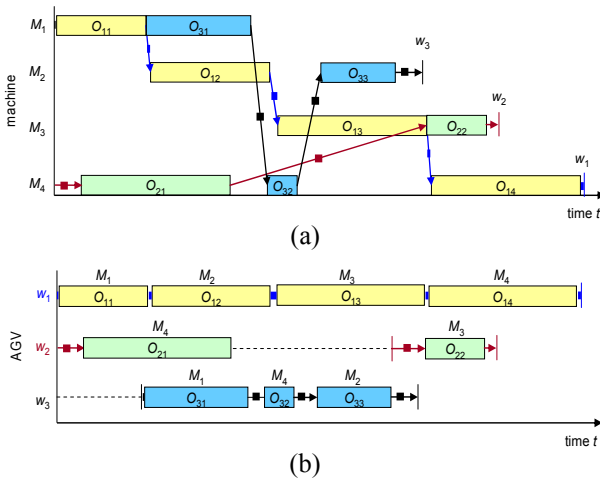 M1 O11 O31
M2 O12 O33 w3
machine
M3 O13 O22 w2
M4 O21 O32 O14 w1
time t
(a)
M1 M2 M3 M4
w1 O11 O12 O13 O14
AGV
M4 M3
w2 O21 O22
M1 M4 M2
w3 O31 O32 O33
time t
(b)